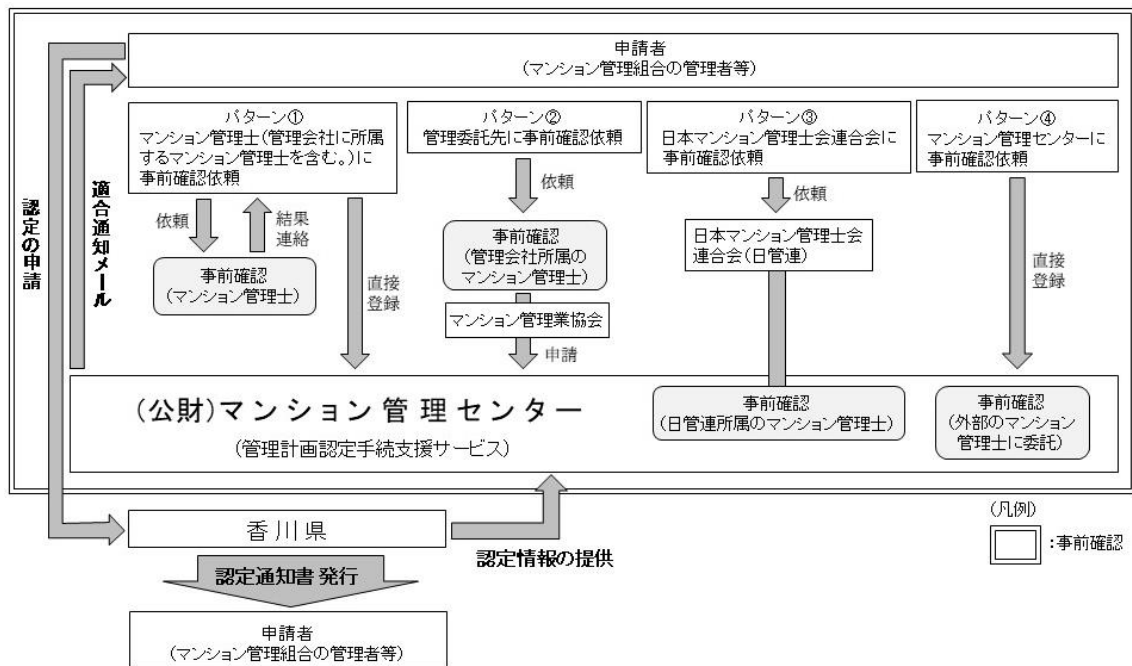 申請者
(マンション管理組合の管理者等)
パターン①
マンション管理士(管理会社に所属
するマンション管理士を含む。)に
事前確認依頼
パターン②
管理委託先に事前確認依頼
パターン③
日本マンション管理士会連合会に
事前確認依頼
パターン④
マンション管理センターに
事前確認依頼
認定の申請
適合通知メール
依頼
結果
連絡
事前確認
(マンション管理士)
直接
登録
依頼
事前確認
(管理会社所属の
マンション管理士)
マンション管理業協会
申請
依頼
日本マンション管理士会
連合会(日管連)
直接
登録
(公財)マンション管理センター
(管理計画認定手続支援サービス)
事前確認
(日管連所属のマンション管理士)
事前確認
(外部のマンション
管理士に委託)
香川県
認定情報の提供
(凡例)
:事前確認
認定通知書 発行
申請者
(マンション管理組合の管理者等)